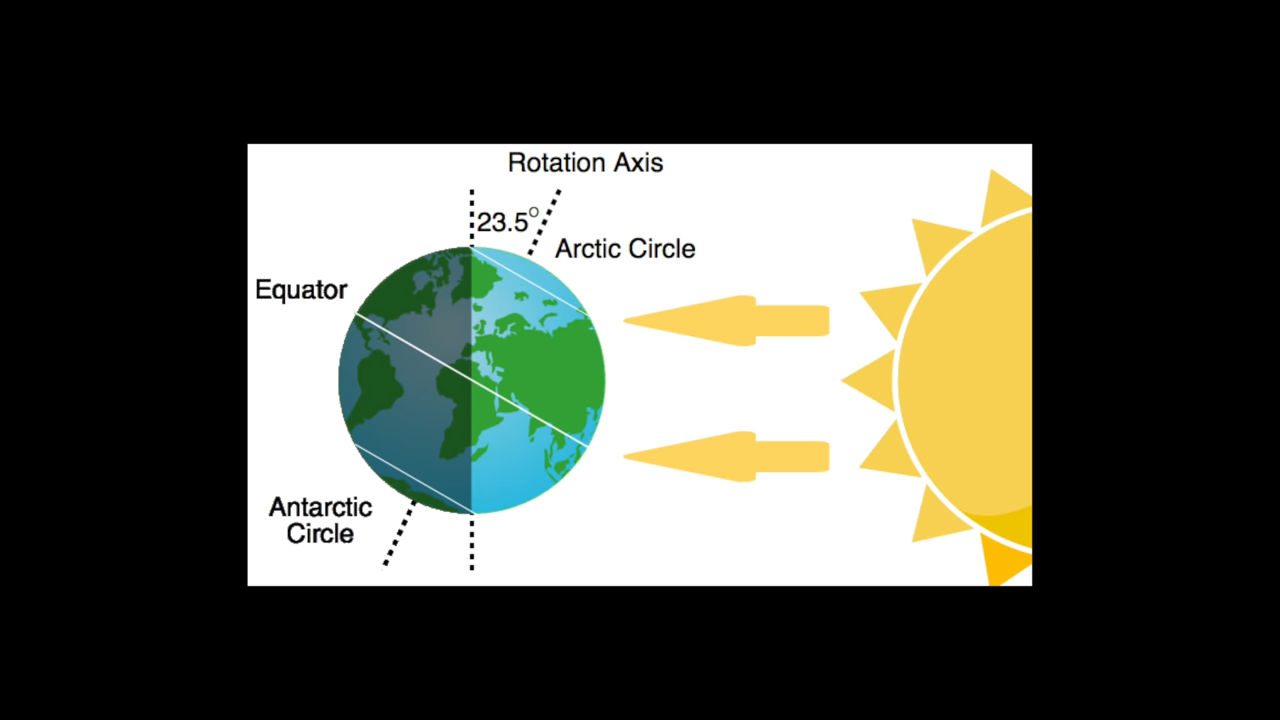 Rotation Axis
23.5°
Arctic Circle
Equator
Antarctic
Circle